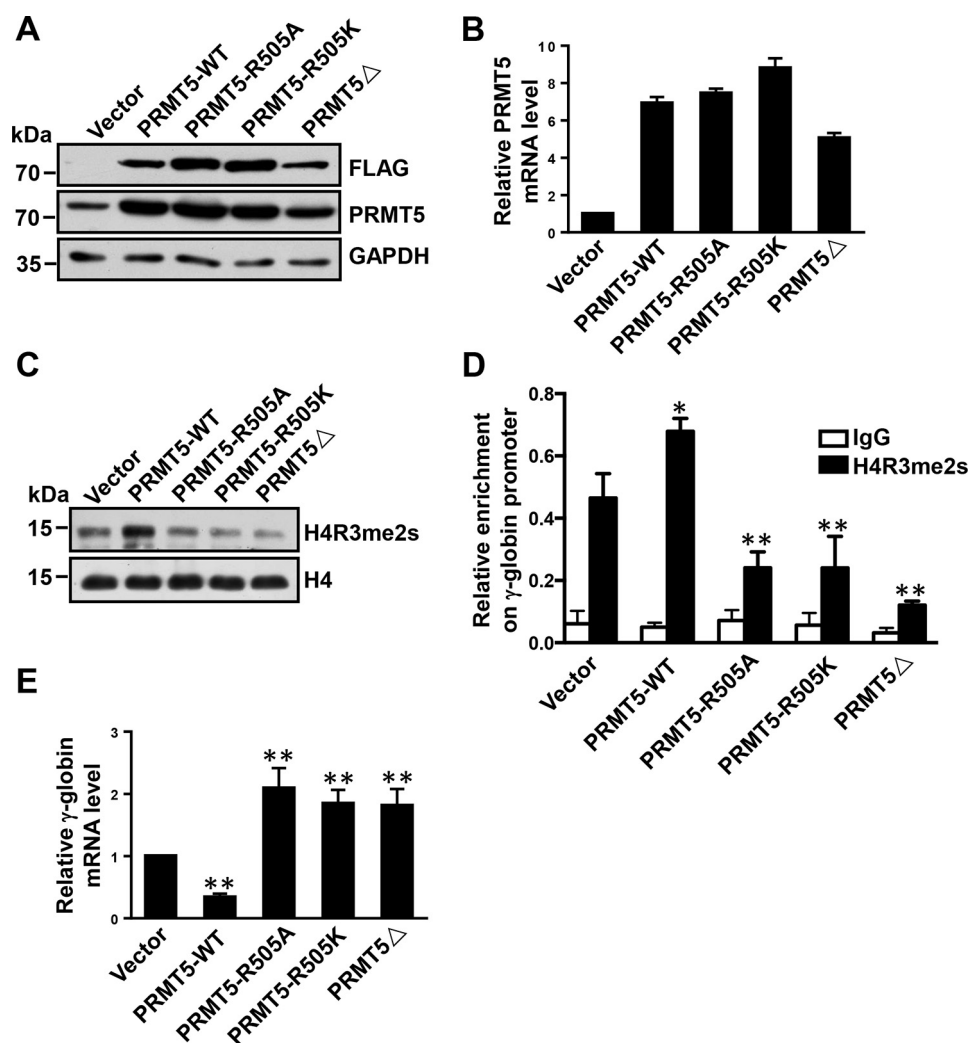 A
Vector
PRMT5-WT
PRMT5-R505A
PRMT5-R505K
PRMT5△
kDa
70
FLAG
70
PRMT5
35
GAPDH
B
Relative PRMT5
mRNA level
10
8
6
4
2
0
Vector
PRMT5-WT
PRMT5-R505A
PRMT5-R505K
PRMT5△
C
Vector
PRMT5-WT
PRMT5-R505A
PRMT5-R505K
PRMT5△
kDa
15
H4R3me2s
15
H4
D
Relative enrichment
on γ-globin promoter
0.8
0.6
0.4
0.2
0.0
*
**
**
**
IgG
H4R3me2s
Vector
PRMT5-WT
PRMT5-R505A
PRMT5-R505K
PRMT5△
E
Relative γ-globin
mRNA level
3
2
1
0
**
**
**
**
Vector
PRMT5-WT
PRMT5-R505A
PRMT5-R505K
PRMT5△